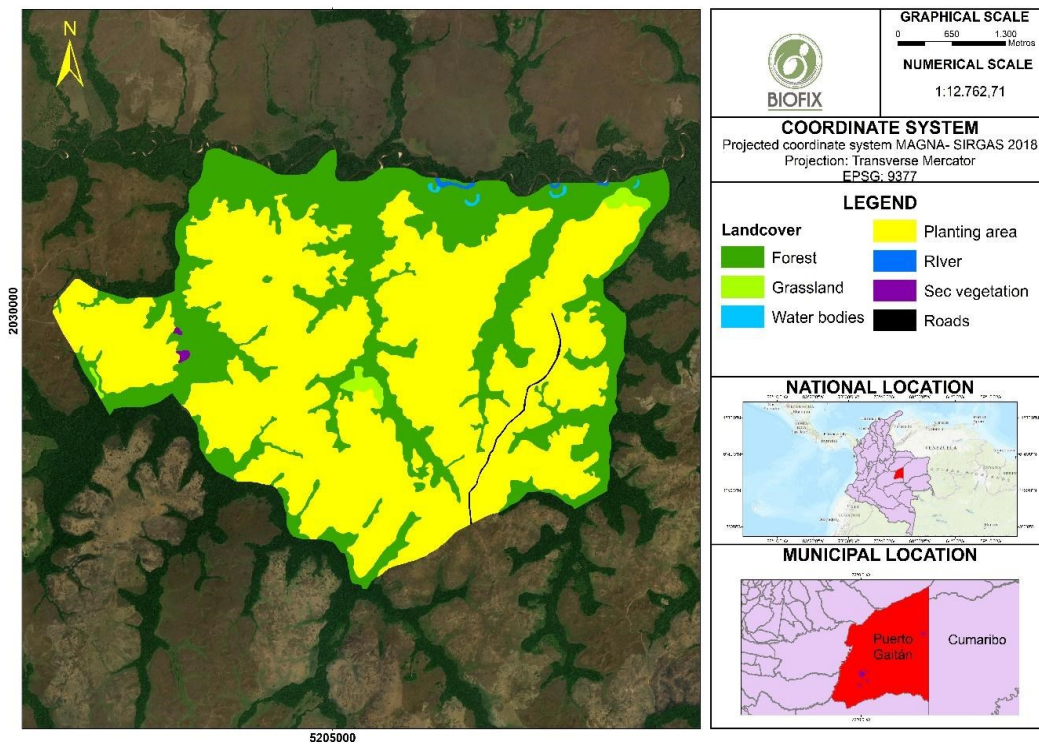 N
2030000
5205000
BIOFIX
GRAPHICAL SCALE
0 650 1.300
Metros
NUMERICAL SCALE
1:12.762,71
COORDINATE SYSTEM
Projected coordinate system MAGNA- SIRGAS 2018
Projection: Transverse Mercator
EPSG: 9377
LEGEND
Landcover
Forest
Grassland
Water bodies
Planting area
RIver
Sec vegetation
Roads
NATIONAL LOCATION
VENEZUELA
MUNICIPAL LOCATION
Puerto
Gaitán
Cumaribo